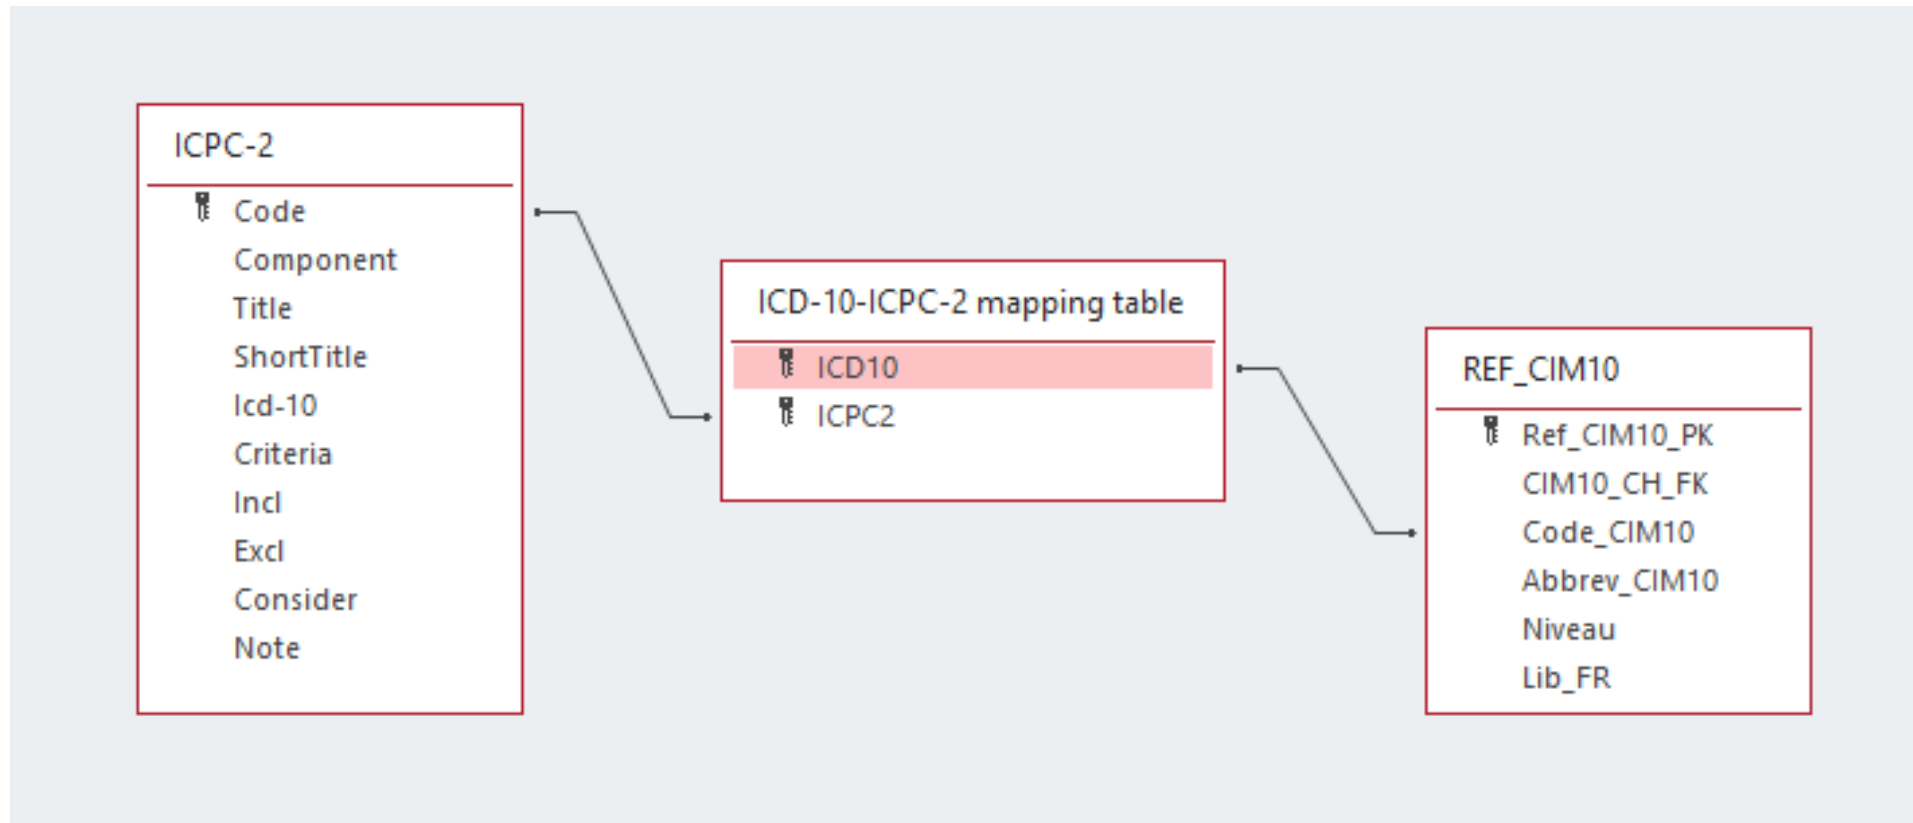 ICPC-2
Code
Component
Title
ShortTitle
Icd-10
Criteria
Incl
Excl
Consider
Note
ICD-10-ICPC-2 mapping table
ICD10
ICPC2
REF_CIM10
Ref_CIM10_PK
CIM10_CH_FK
Code_CIM10
Abbrev_CIM10
Niveau
Lib_FR